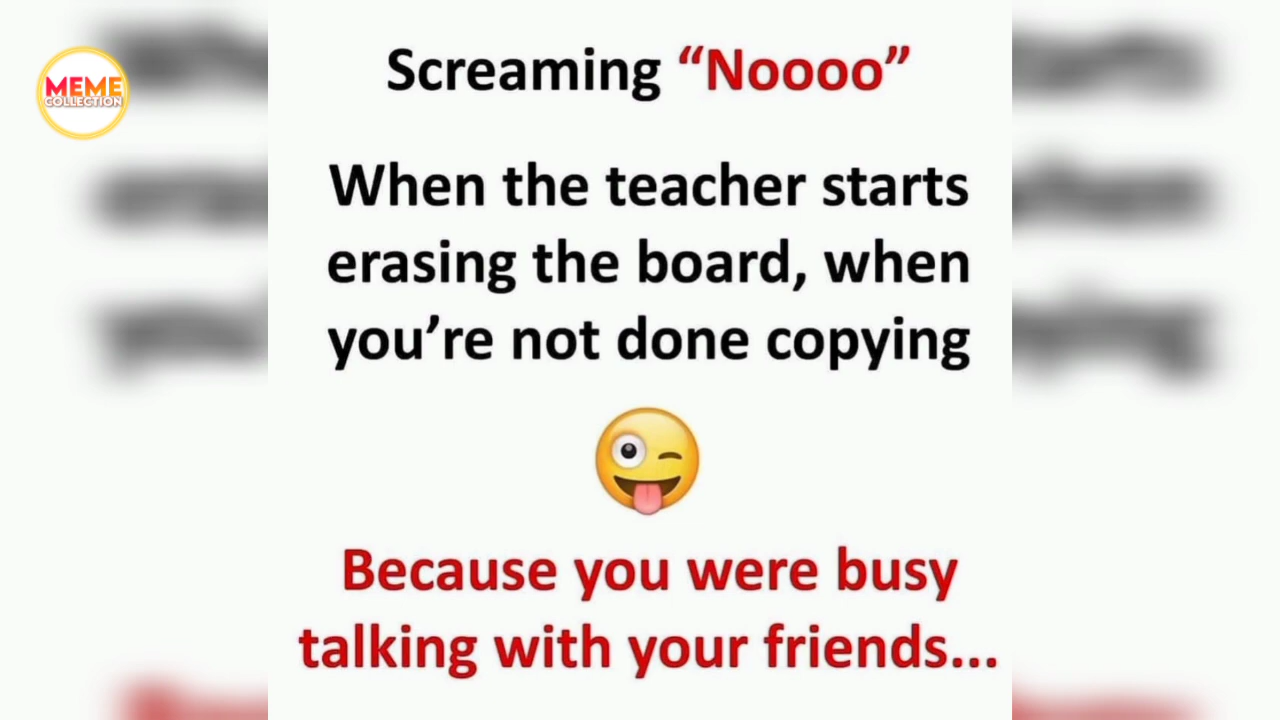 MEME
COLLECTION
Screaming “Noooo”
When the teacher starts
erasing the board, when
you’re not done copying
Because you were busy
talking with your friends...